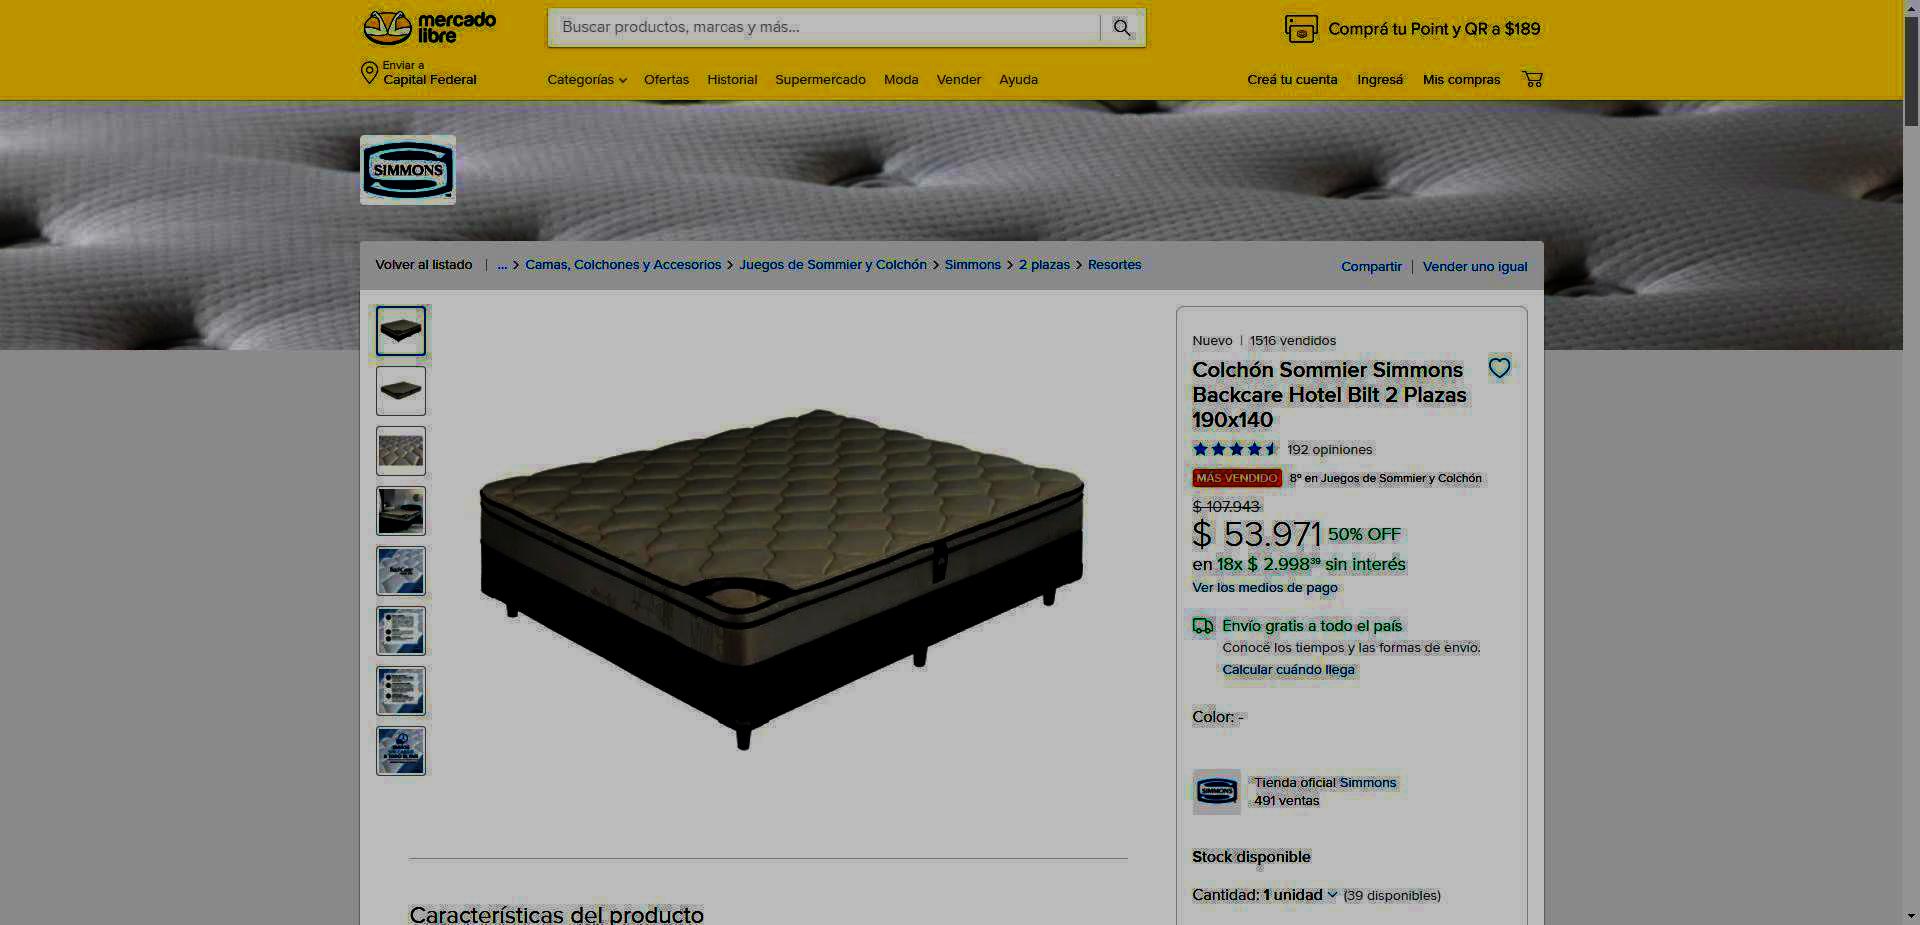 mercado
libre
Buscar productos, marcas y más...
Comprá tu Point y QR a $189
Enviar a
Capital Federal
Categorías
Ofertas
Historial
Supermercado
Moda
Vender
Ayuda
Creá tu cuenta
Ingresá
Mis compras
SIMMONS
Volver al listado | ... > Camas, Colchones y Accesorios > Juegos de Sommier y Colchón > Simmons > 2 plazas > Resortes
Compartir | Vender uno igual
Nuevo | 1516 vendidos
Colchón Sommier Simmons
Backcare Hotel Bilt 2 Plazas
190x140
192 opiniones
MÁS VENDIDO 8º en Juegos de Sommier y Colchón
$ 107.943
$ 53.971 50% OFF
en 18x $ 2.998³⁹ sin interés
Ver los medios de pago
Envío gratis a todo el país
Conocé los tiempos y las formas de envío.
Calcular cuándo llega
Color: -
SIMMONS
Tienda oficial Simmons
491 ventas
Stock disponible
Cantidad: 1 unidad (39 disponibles)
Características del producto